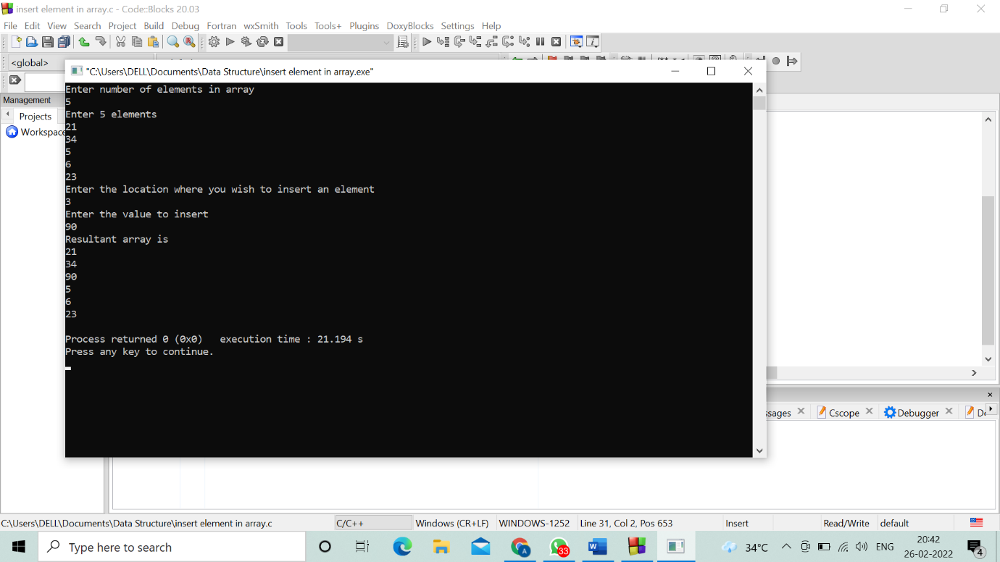 insert element in array.c - Code::Blocks 20.03
File Edit View Search Project Build Debug Fortran wxSmith Tools Tools+ Plugins DoxyBlocks Settings Help
<global>
"C:\Users\DELL\Documents\Data Structure\insert element in array.exe"
Management
Projects
Workspace
Enter number of elements in array
5
Enter 5 elements
21
34
5
6
23
Enter the location where you wish to insert an element
3
Enter the value to insert
90
Resultant array is
21
34
90
5
6
23
Process returned 0 (0x0)   execution time : 21.194 s
Press any key to continue.
ssages Cscope Debugger
C:\Users\DELL\Documents\Data Structure\insert element in array.c C/C++ Windows (CR+LF) WINDOWS-1252 Line 31, Col 2, Pos 653 Insert Read/Write default
Type here to search 33 34°C ENG 20:42
26-02-2022 4